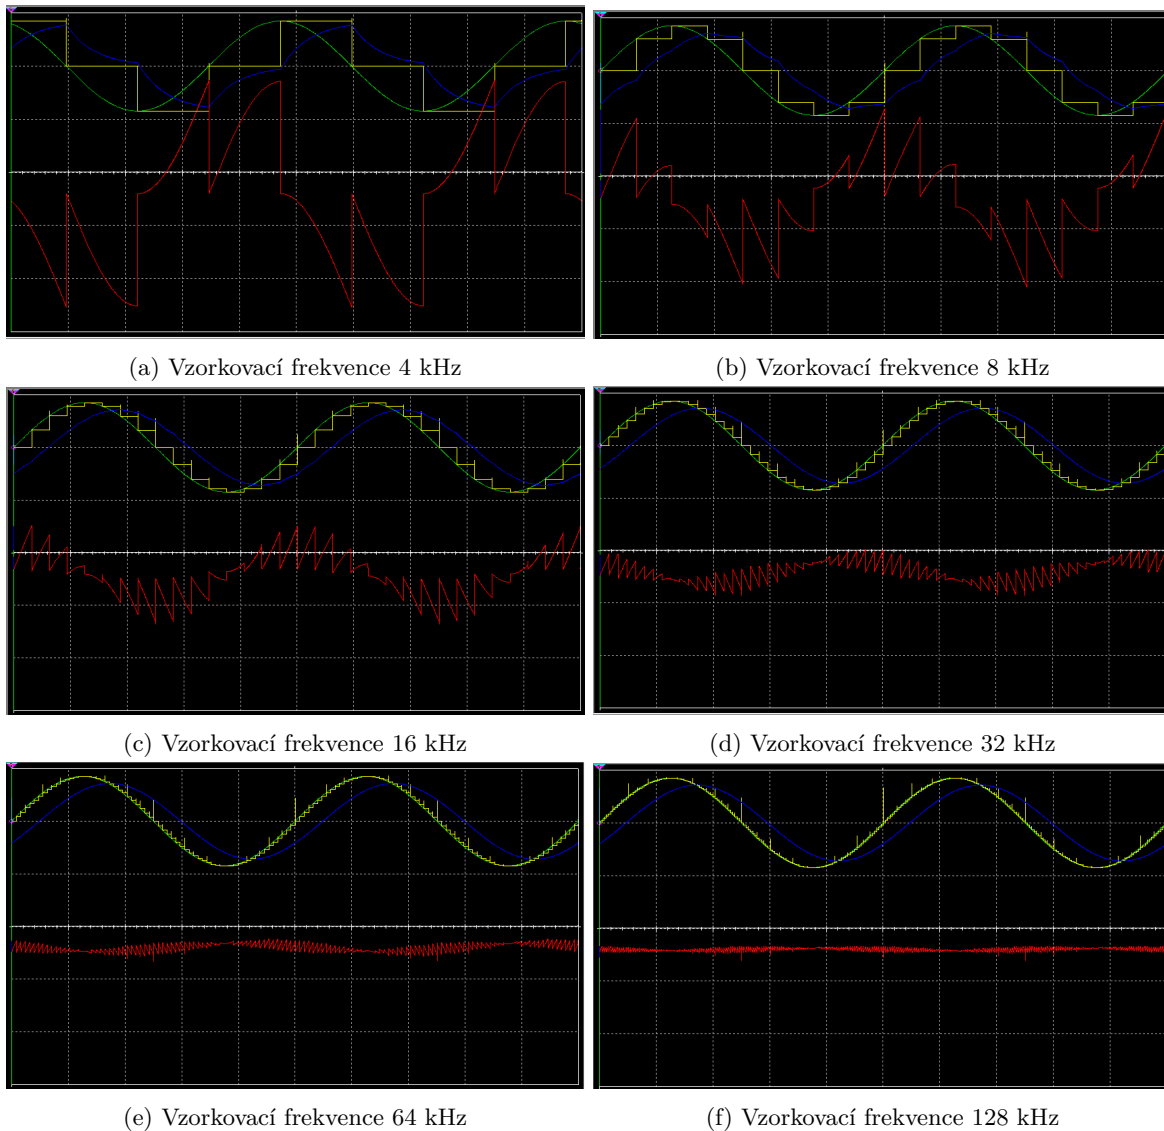 (a) Vzorkovací frekvence 4 kHz
(b) Vzorkovací frekvence 8 kHz
(c) Vzorkovací frekvence 16 kHz
(d) Vzorkovací frekvence 32 kHz
(e) Vzorkovací frekvence 64 kHz
(f) Vzorkovací frekvence 128 kHz